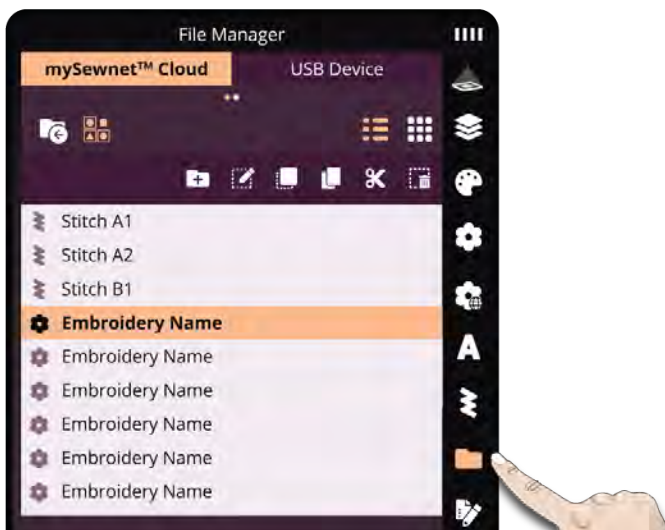 File Manager
mySewnet™ Cloud USB Device
Stitch A1
Stitch A2
Stitch B1
Embroidery Name
Embroidery Name
Embroidery Name
Embroidery Name
Embroidery Name
Embroidery Name
A